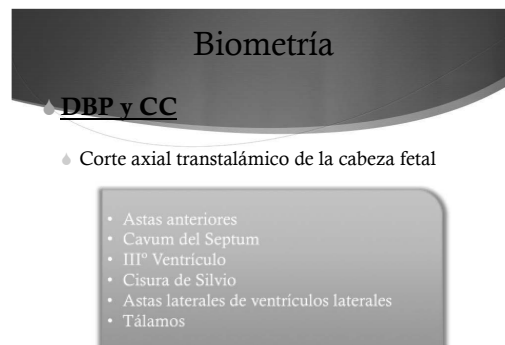 Biometría
DBP y CC
Corte axial transtalámico de la cabeza fetal
• Astas anteriores
• Cavum del Septum
• IIIº Ventrículo
• Cisura de Silvio
• Astas laterales de ventrículos laterales
• Tálamos